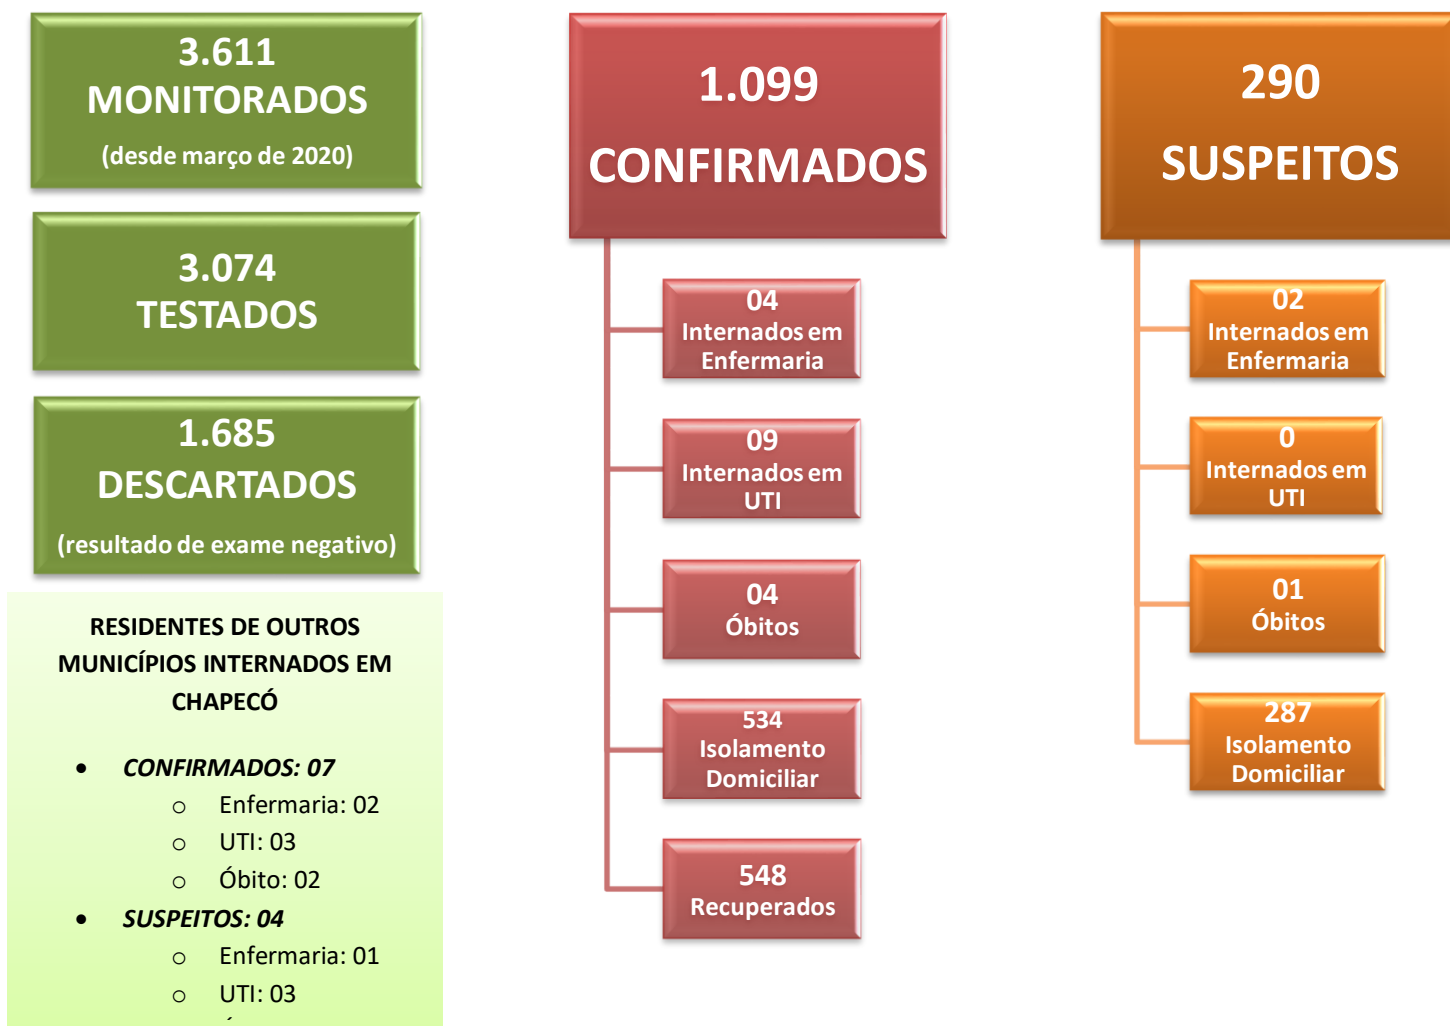 3.611
MONITORADOS
(desde março de 2020)
3.074
TESTADOS
1.685
DESCARTADOS
(resultado de exame negativo)
RESIDENTES DE OUTROS
MUNICÍPIOS INTERNADOS EM
CHAPECÓ
• CONFIRMADOS: 07
o Enfermaria: 02
o UTI: 03
o Óbito: 02
• SUSPEITOS: 04
o Enfermaria: 01
o UTI: 03
1.099
CONFIRMADOS
04
Internados em
Enfermaria
09
Internados em
UTI
04
Óbitos
534
Isolamento
Domiciliar
548
Recuperados
290
SUSPEITOS
02
Internados em
Enfermaria
0
Internados em
UTI
01
Óbitos
287
Isolamento
Domiciliar